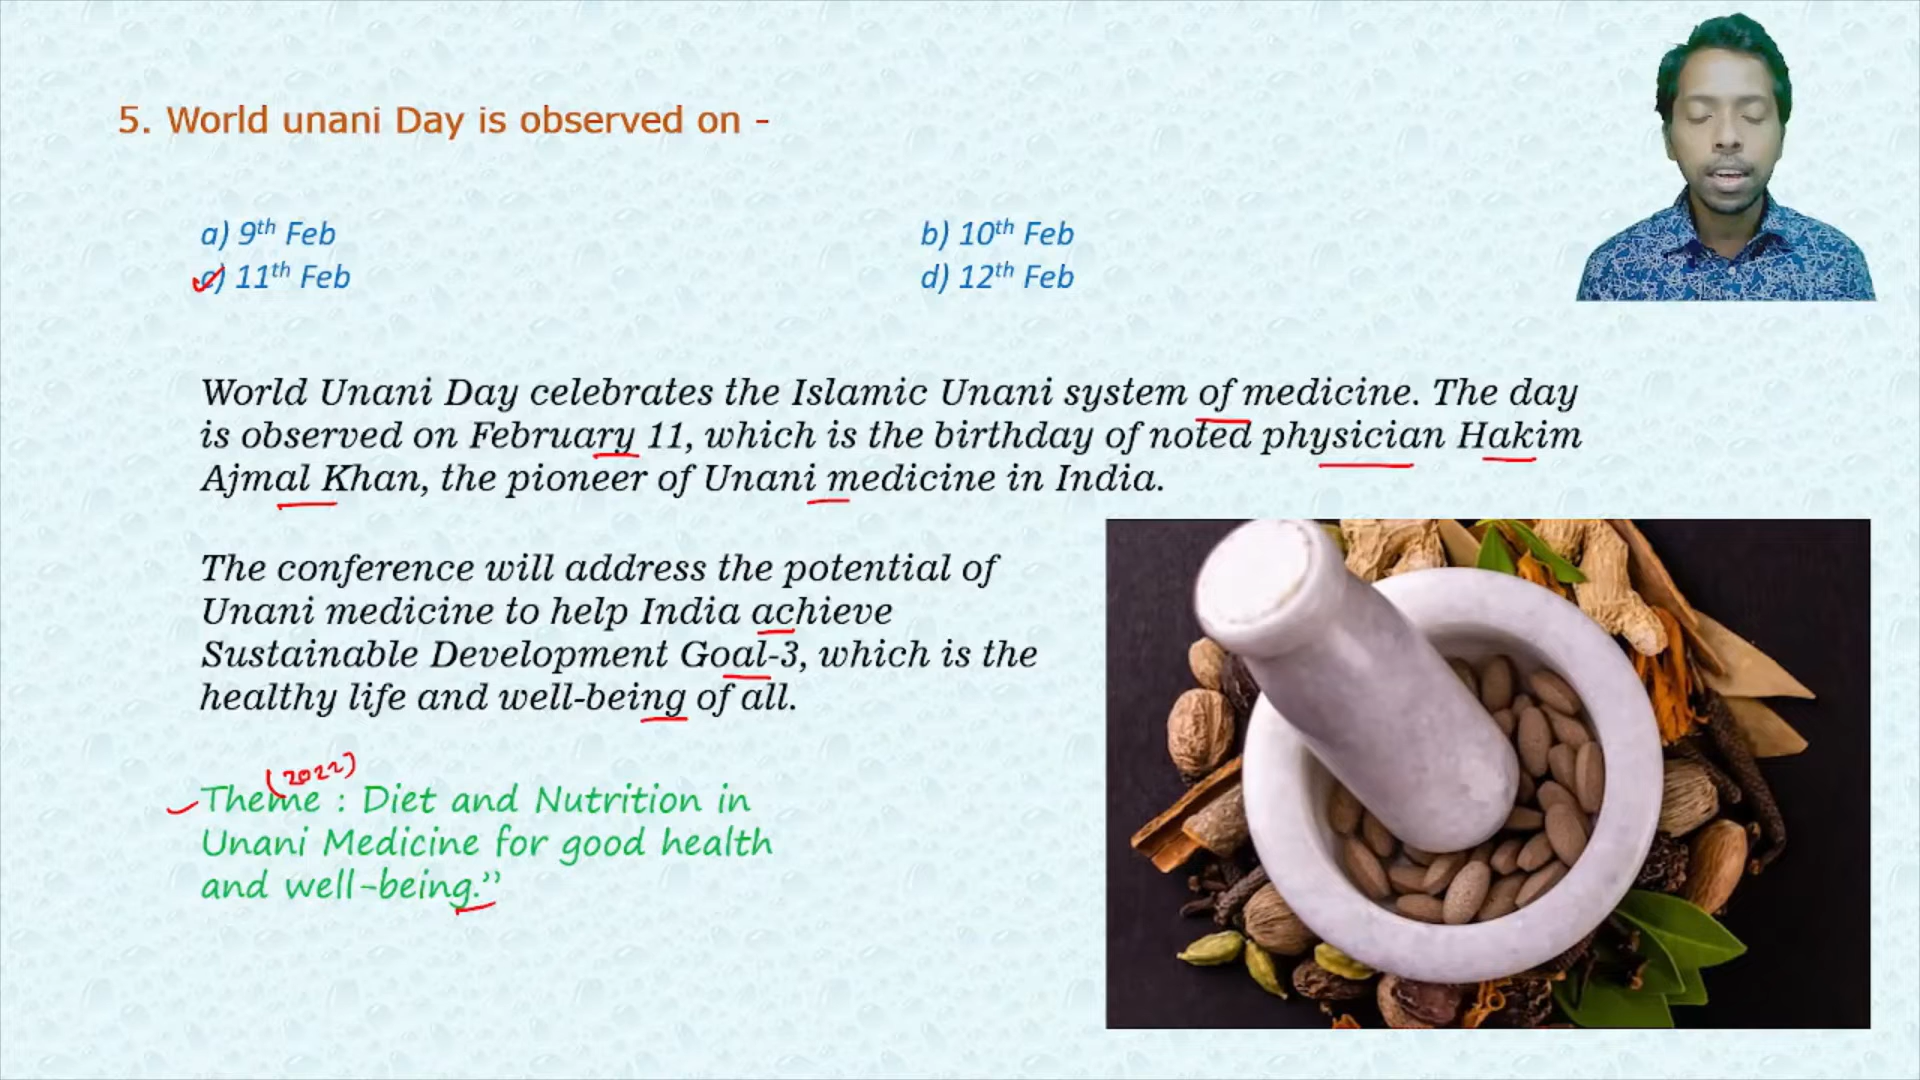 5. World unani Day is observed on -
a) 9th Feb
b) 10th Feb
c) 11th Feb
d) 12th Feb
World Unani Day celebrates the Islamic Unani system of medicine. The day
is observed on February 11, which is the birthday of noted physician Hakim
Ajmal Khan, the pioneer of Unani medicine in India.
The conference will address the potential of
Unani medicine to help India achieve
Sustainable Development Goal-3, which is the
healthy life and well-being of all.
(2022)
Theme : Diet and Nutrition in
Unani Medicine for good health
and well-being.”